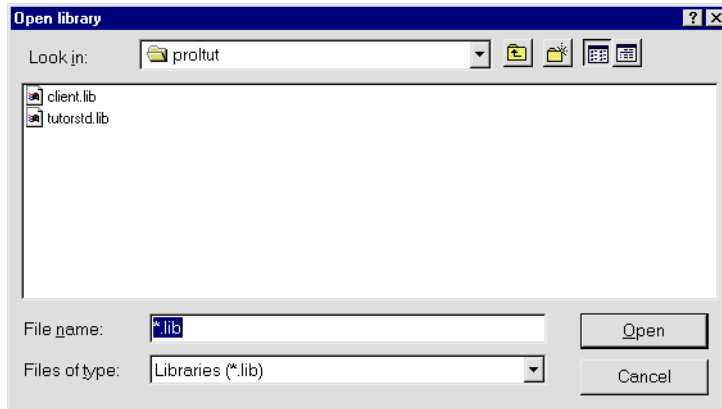 Open library
Look in: proltut
client.lib
tutorstd.lib
File name: *.lib Open
Files of type: Libraries (*.lib) Cancel